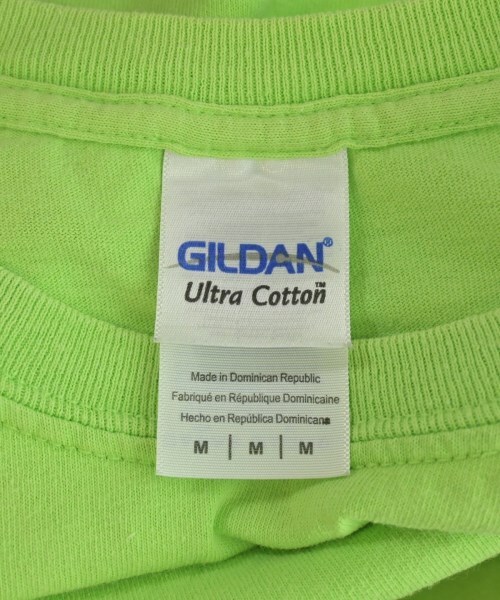 GILDAN®
Ultra Cotton™
Made in Dominican Republic
Fabriqué en République Dominicaine
Hecho en República Dominicana
M | M | M